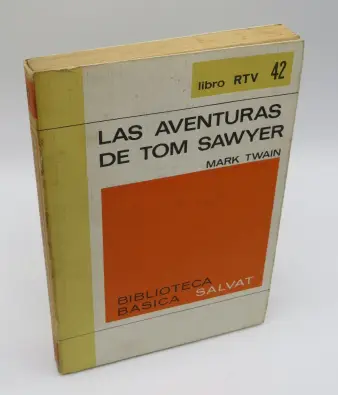 libro RTV 42
LAS AVENTURAS
DE TOM SAWYER
MARK TWAIN
BIBLIOTECA
BASICA SALVAT